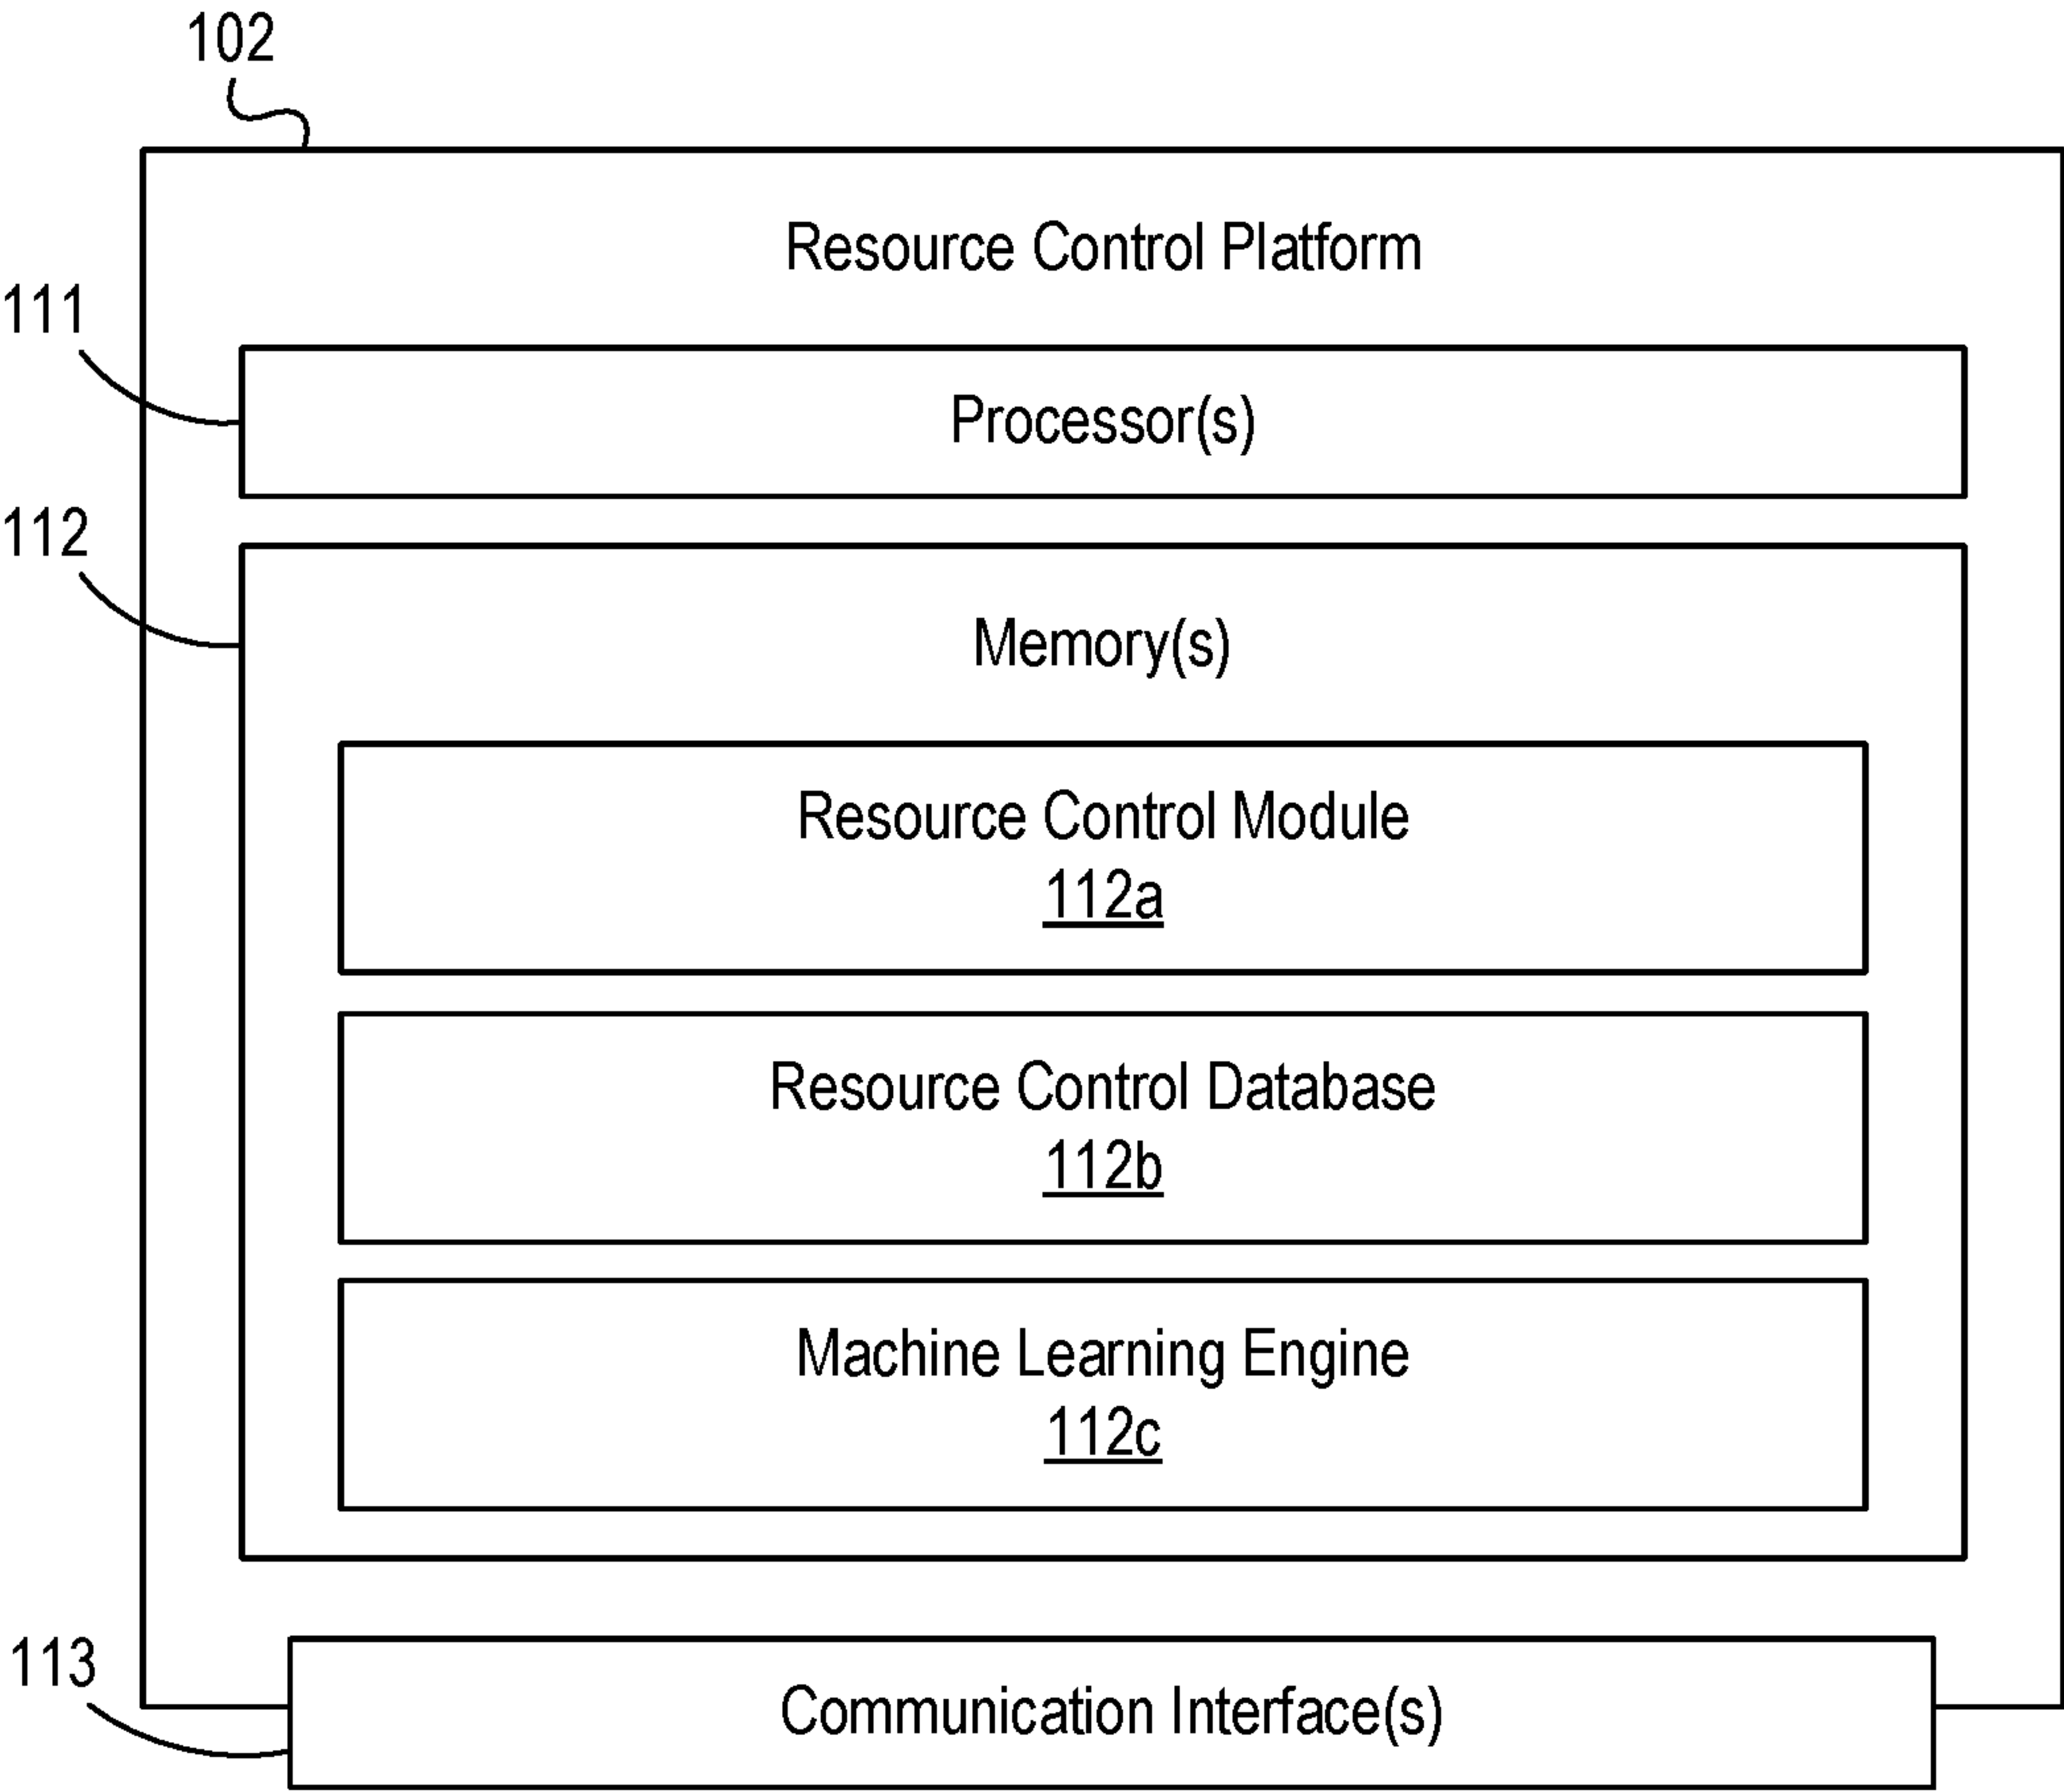 102
Resource Control Platform
111
Processor(s)
112
Memory(s)
Resource Control Module
112a
Resource Control Database
112b
Machine Learning Engine
112c
113
Communication Interface(s)